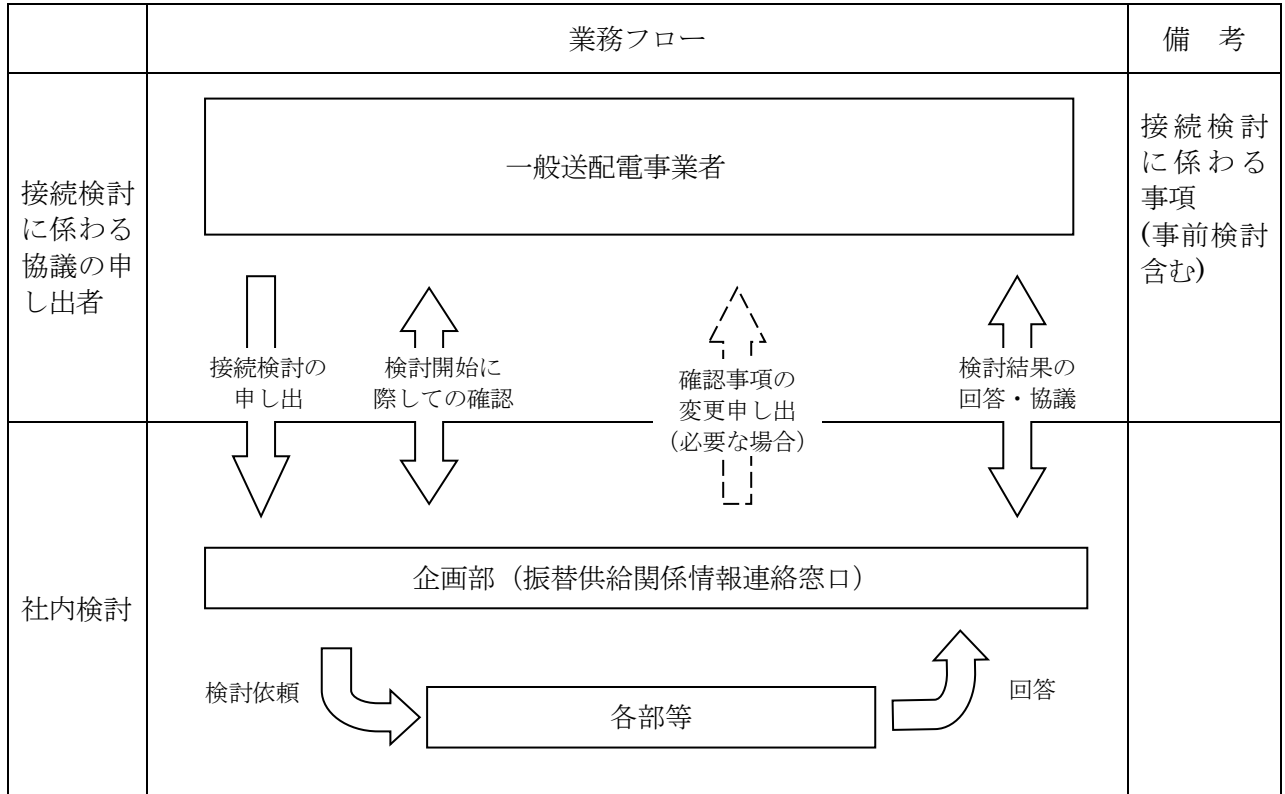 業務フロー
備　考
接続検討
に係わる
協議の申
し出者
一般送配電事業者
接続検討
に係わる
事項
(事前検討
含む)
接続検討の
申し出
検討開始に
際しての確認
確認事項の
変更申し出
（必要な場合）
検討結果の
回答・協議
社内検討
企画部（振替供給関係情報連絡窓口）
検討依頼
各部等
回答